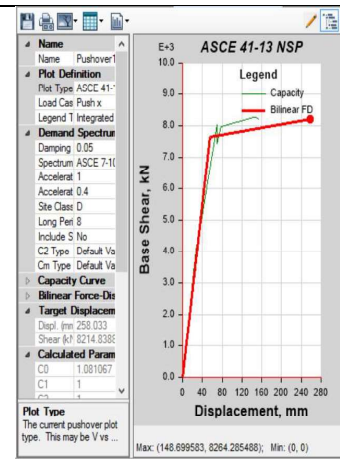 Name
Name Pushover1
Plot Definition
Plot Type ASCE 41-1
Load Cas Push x
Legend T Integrated
Demand Spectrun
Damping 0.05
Spectrum ASCE 7-10
Accelerat 1
Accelerat 0.4
Site Class D
Long Peri 8
Include S No
C2 Type Default Va
Cm Type Default Va
Capacity Curve
Bilinear Force-Dis
Target Displacem
Displ. (mm 258.033
Shear (kN 8214.8388
Calculated Param
C0 1.081067
C1 1
Plot Type
The current pushover plot
type. This may be V vs ...
E+3 ASCE 41-13 NSP
10.0
9.0
8.0
7.0
6.0
5.0
4.0
3.0
2.0
1.0
0.0
Base Shear, kN
Legend
Capacity
Bilinear FD
0 40 80 120 160 200 240 280
Displacement, mm
Max: (148.699583, 8264.285488); Min: (0, 0)